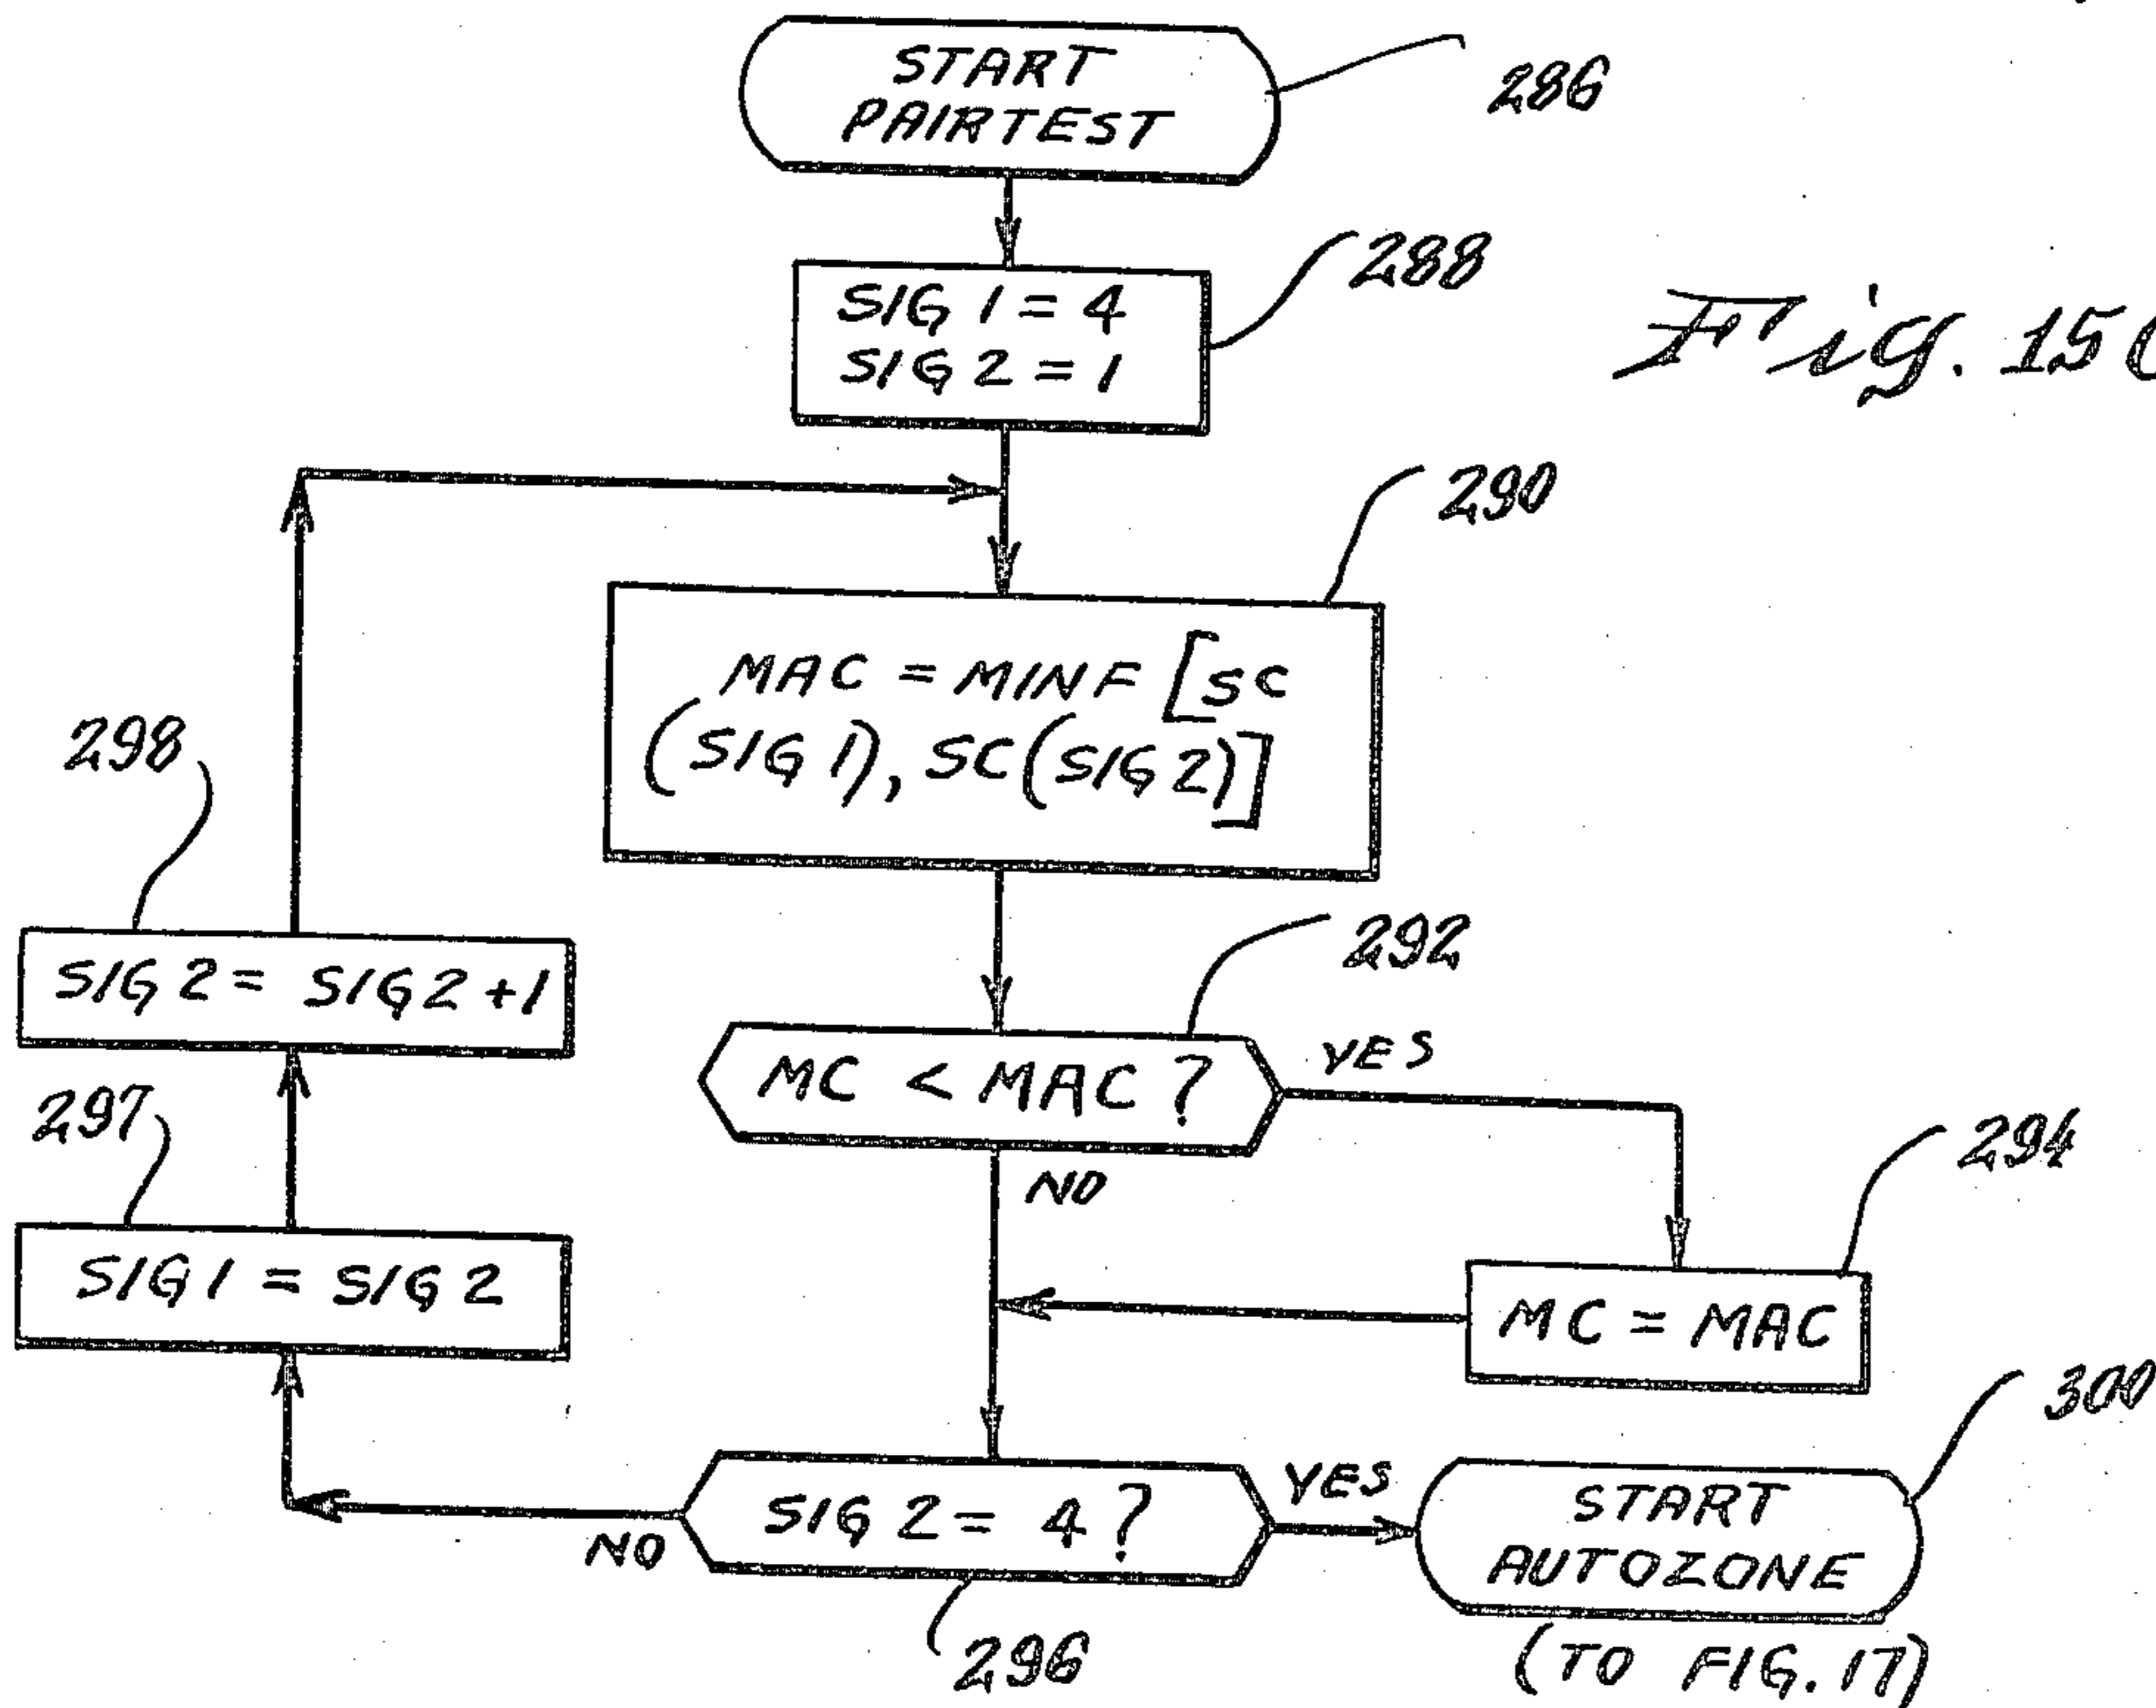 START
PAIRTEST
286
SIG 1 = 4
SIG 2 = 1
288
Fig. 15
MAC = MINF [SC
(SIG 1), SC(SIG 2)]
290
298
SIG 2 = SIG 2 +1
MC < MAC ?
292
YES
NO
297
SIG 1 = SIG 2
MC = MAC
294
SIG 2 = 4 ?
296
YES
NO
START
AUTOZONE
300
(TO FIG. 17)